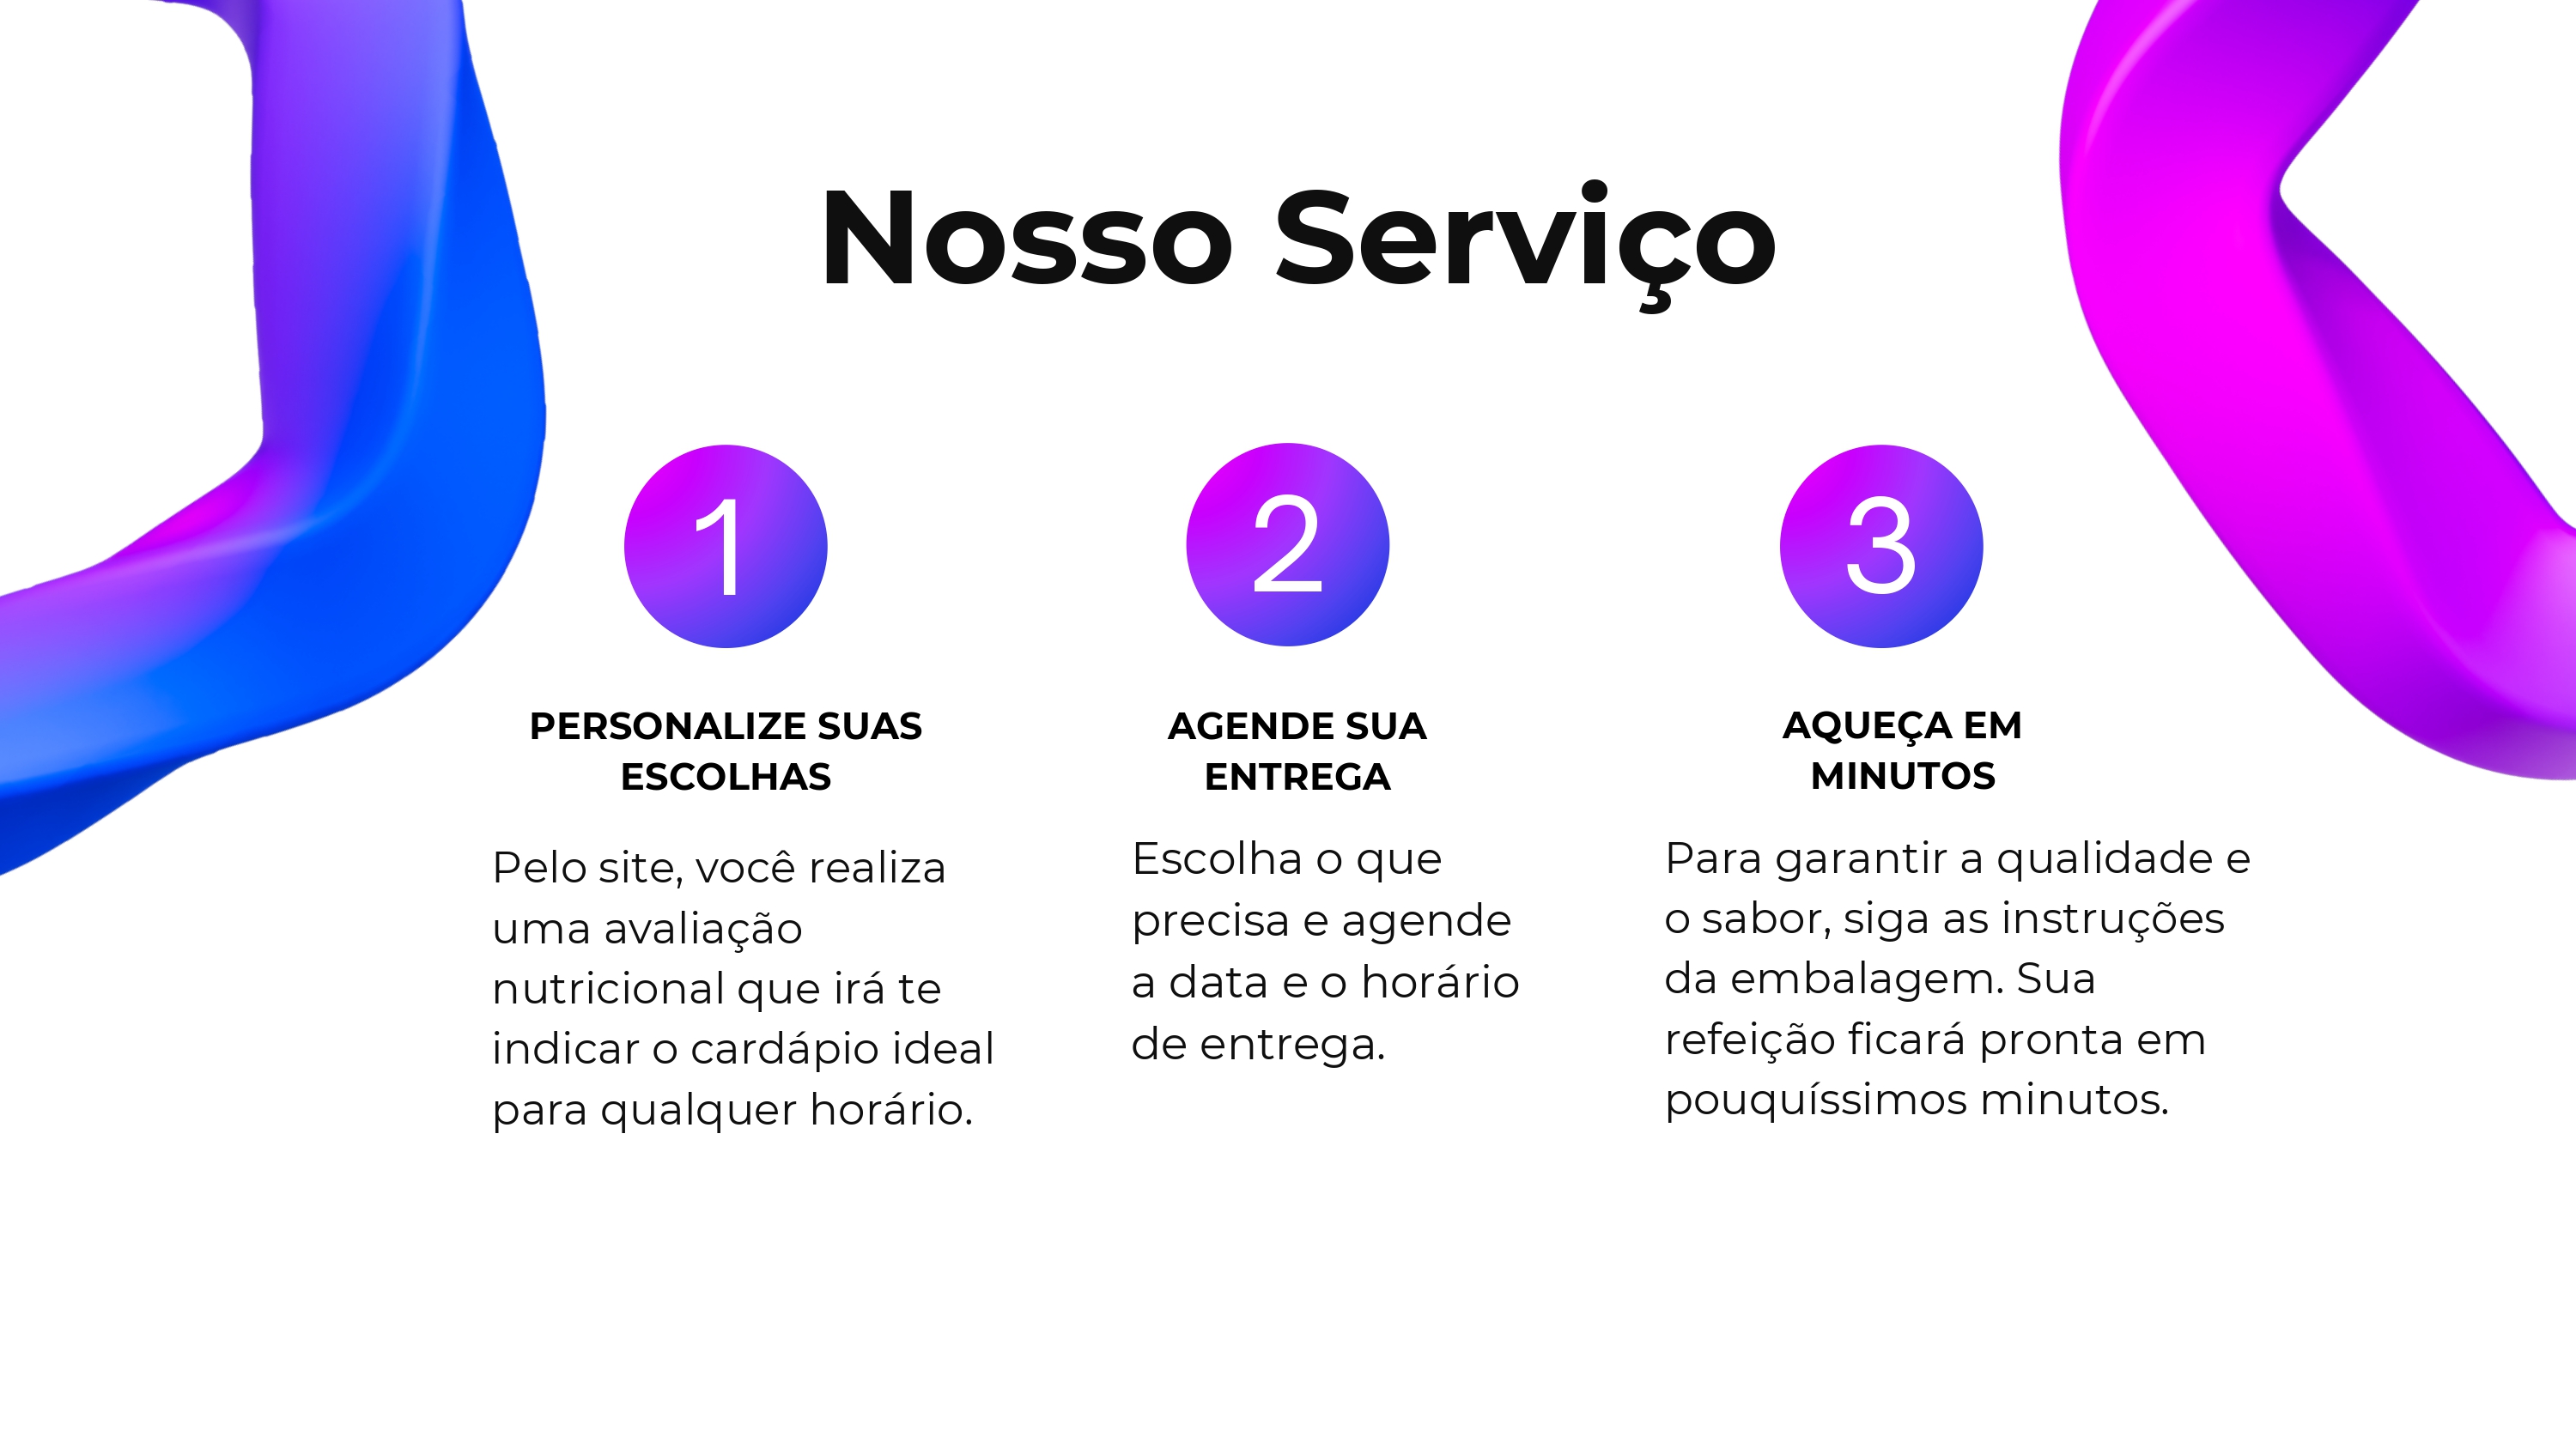 Nosso Serviço
1
PERSONALIZE SUAS
ESCOLHAS
Pelo site, você realiza
uma avaliação
nutricional que irá te
indicar o cardápio ideal
para qualquer horário.
2
AGENDE SUA
ENTREGA
Escolha o que
precisa e agende
a data e o horário
de entrega.
3
AQUEÇA EM
MINUTOS
Para garantir a qualidade e
o sabor, siga as instruções
da embalagem. Sua
refeição ficará pronta em
pouquíssimos minutos.